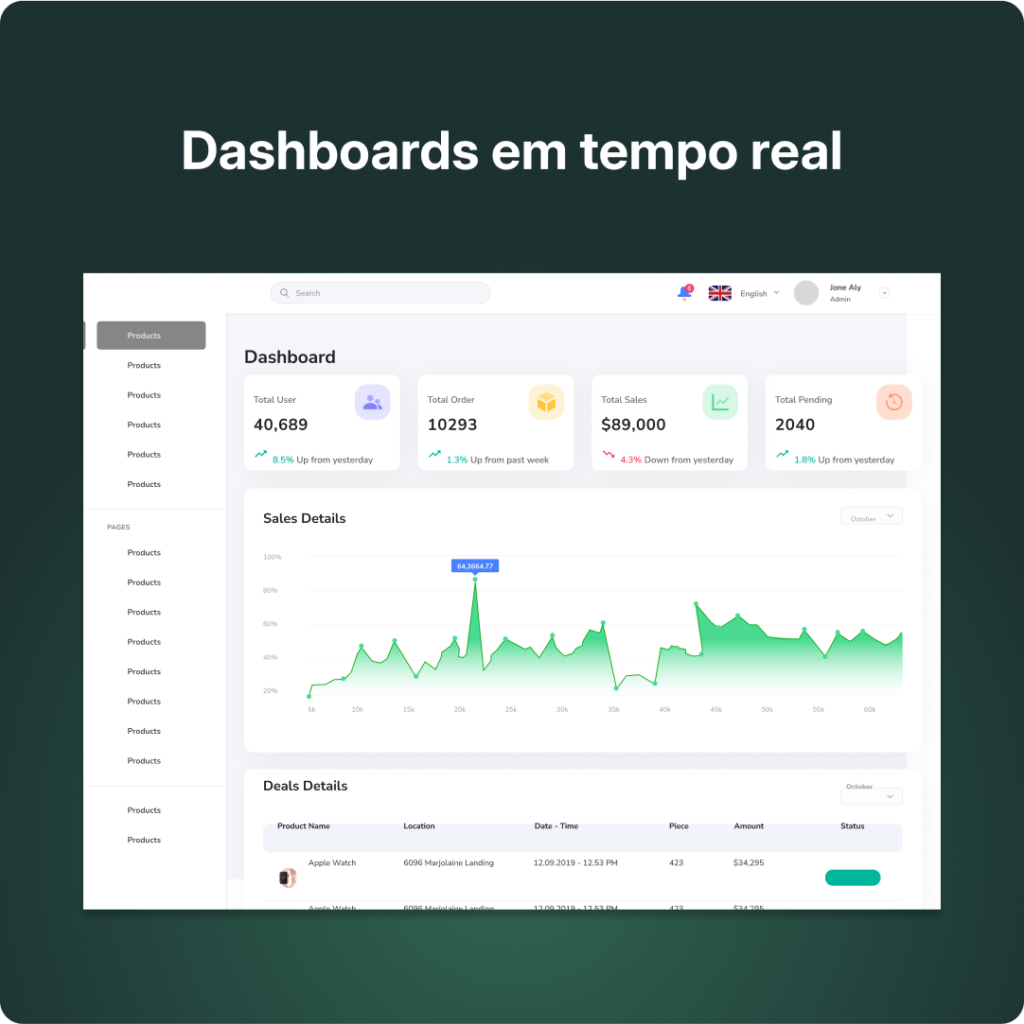 Dashboards em tempo real
Search
6
English
Jone Aly
Admin
Products
Products
Products
Products
Products
Products
PAGES
Products
Products
Products
Products
Products
Products
Products
Products
Products
Products
Dashboard
Total User
40,689
8.5% Up from yesterday
Total Order
10293
1.3% Up from past week
Total Sales
$89,000
4.3% Down from yesterday
Total Pending
2040
1.8% Up from yesterday
Sales Details
October
64,3664.77
100%
80%
60%
40%
20%
5k 10k 15k 20k 25k 30k 35k 40k 45k 50k 55k 60k
Deals Details
October
Product Name Location Date - Time Piece Amount Status
Apple Watch 6096 Marjolaine Landing 12.09.2019 - 12.53 PM 423 $34,295
Apple Watch 6096 Marjolaine Landing 12.09.2019 - 12.53 PM 423 $34,295